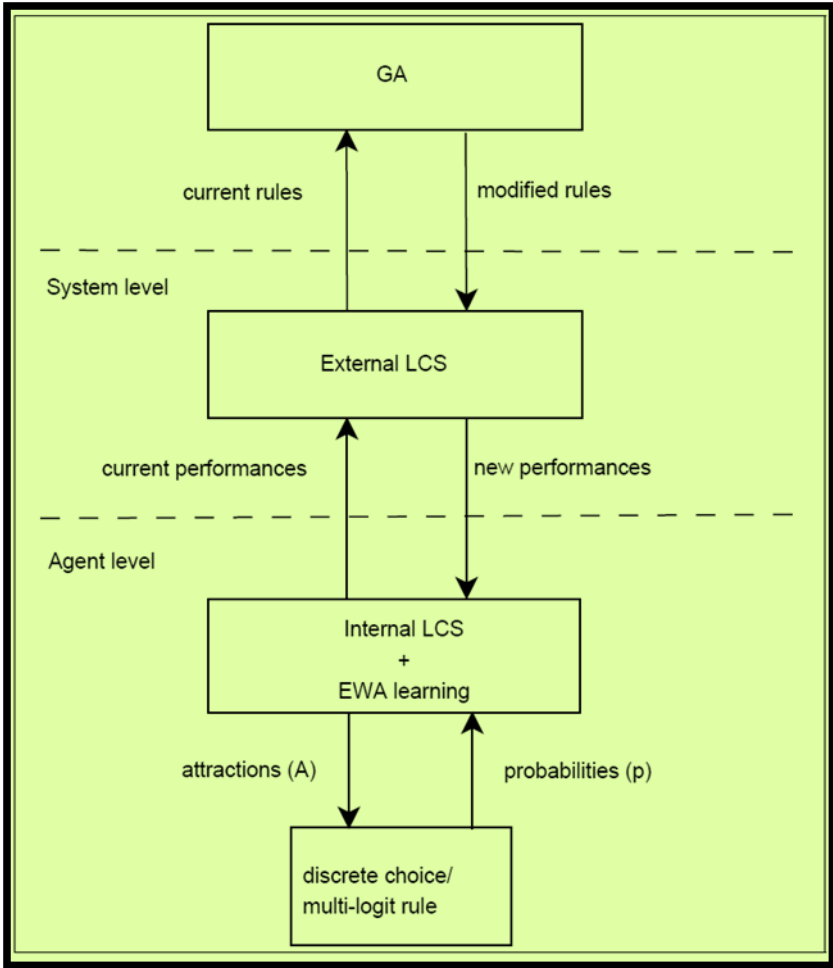 GA
current rules
modified rules
System level
External LCS
current performances
new performances
Agent level
Internal LCS
+
EWA learning
attractions (A)
probabilities (p)
discrete choice/
multi-logit rule